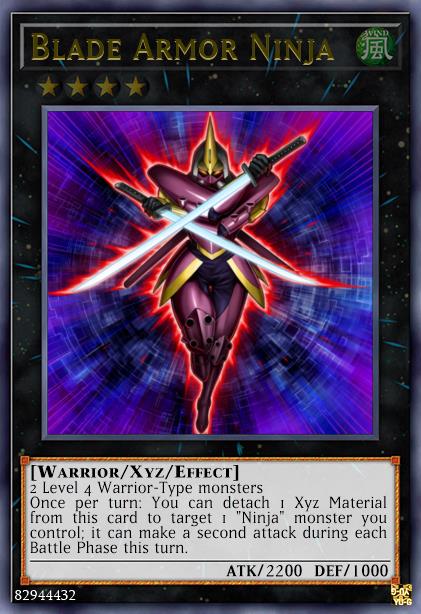 BLADE ARMOR NINJA
WIND
風
[WARRIOR/XYZ/EFFECT]
2 Level 4 Warrior-Type monsters
Once per turn: You can detach 1 Xyz Material
from this card to target 1 "Ninja" monster you
control; it can make a second attack during each
Battle Phase this turn.
ATK/2200 DEF/1000
82944432